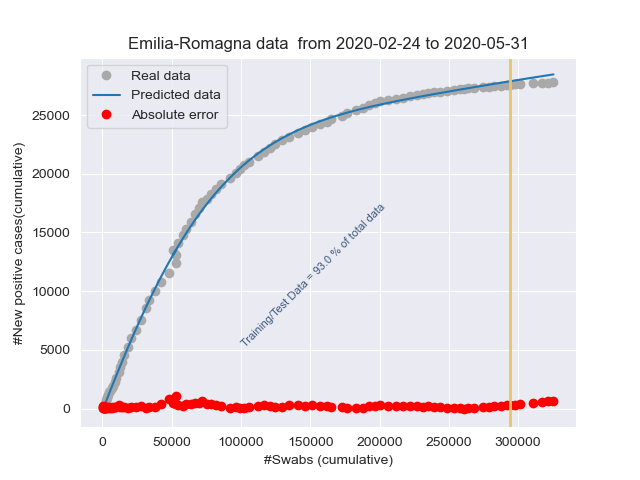 Emilia-Romagna data  from 2020-02-24 to 2020-05-31
Real data
Predicted data
Absolute error
#New positive cases(cumulative)
25000
20000
15000
10000
5000
0
Training/Test Data = 93.0 % of total data
0 50000 100000 150000 200000 250000 300000
#Swabs (cumulative)